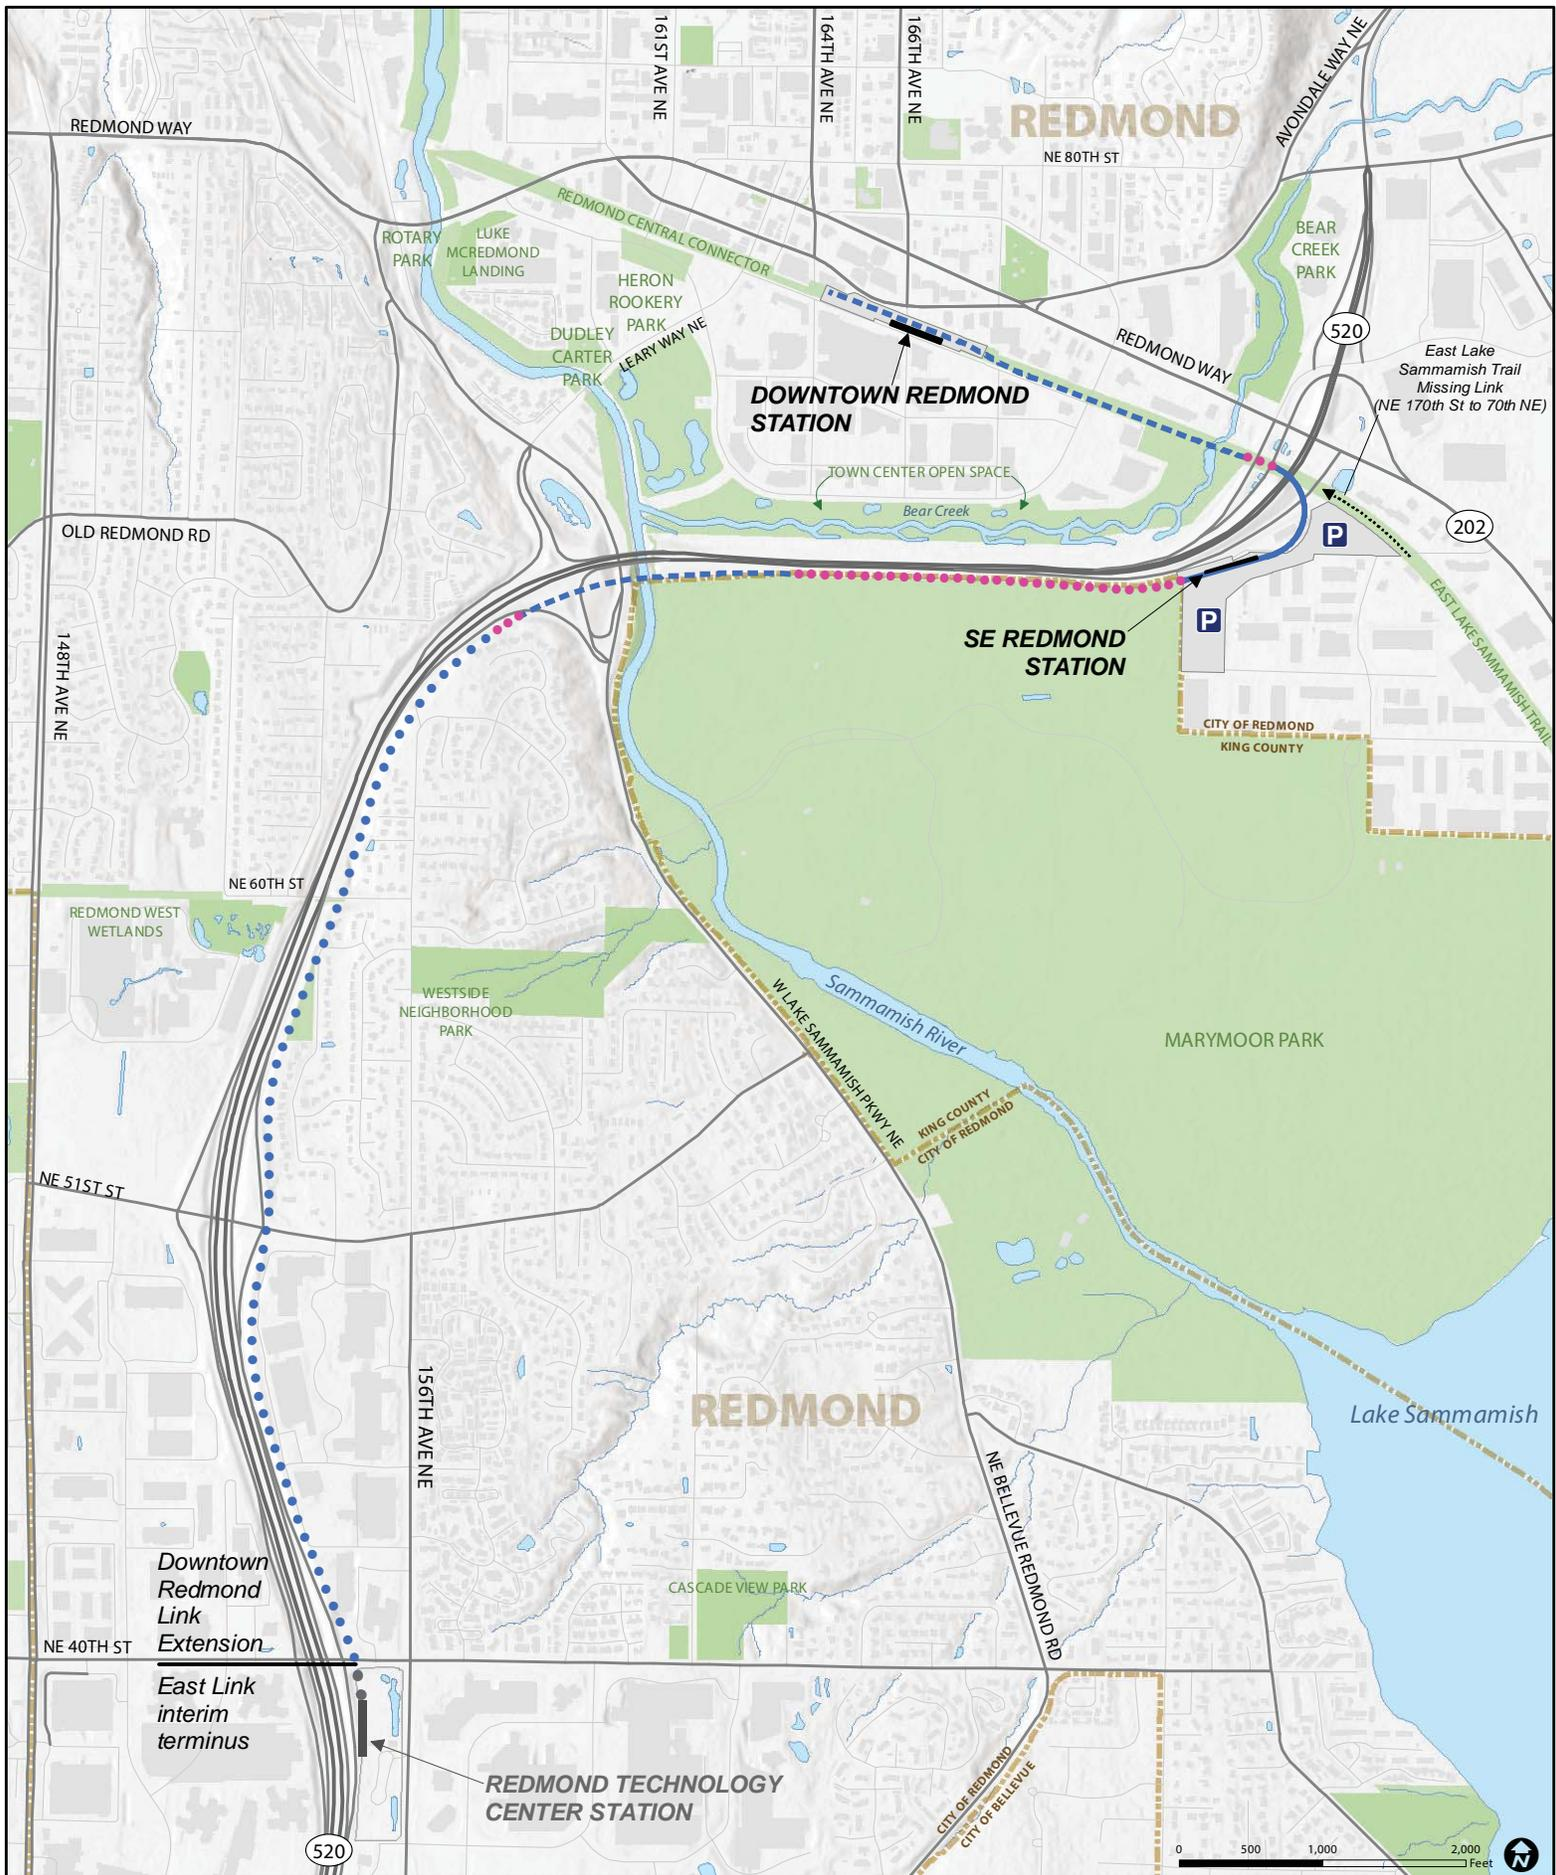 161ST AVE NE
164TH AVE NE
166TH AVE NE
AVONDALE WAY NE
REDMOND
REDMOND WAY
NE 80TH ST
REDMOND CENTRAL CONNECTOR
ROTARY
PARK
LUKE
MCREDMOND
LANDING
BEAR
CREEK
PARK
HERON
ROOKERY
PARK
DUDLEY
CARTER
PARK
LEARY WAY NE
REDMOND WAY
520
East Lake
Sammamish Trail
Missing Link
(NE 170th St to 70th NE)
DOWNTOWN REDMOND
STATION
TOWN CENTER OPEN SPACE
Bear Creek
OLD REDMOND RD
P
202
P
EAST LAKE SAMMAMISH TRAIL
SE REDMOND
STATION
148TH AVE NE
CITY OF REDMOND
KING COUNTY
NE 60TH ST
REDMOND WEST
WETLANDS
WESTSIDE
NEIGHBORHOOD
PARK
W LAKE SAMMAMISH PKWY NE
Sammamish River
MARYMOOR PARK
KING COUNTY
CITY OF REDMOND
NE 51ST ST
156TH AVE NE
REDMOND
Lake Sammamish
NE BELLEVUE REDMOND RD
Downtown
Redmond
Link
Extension
CASCADE VIEW PARK
NE 40TH ST
East Link
interim
terminus
REDMOND TECHNOLOGY
CENTER STATION
CITY OF REDMOND
CITY OF BELLEVUE
520
0 500 1,000 2,000
Feet
N